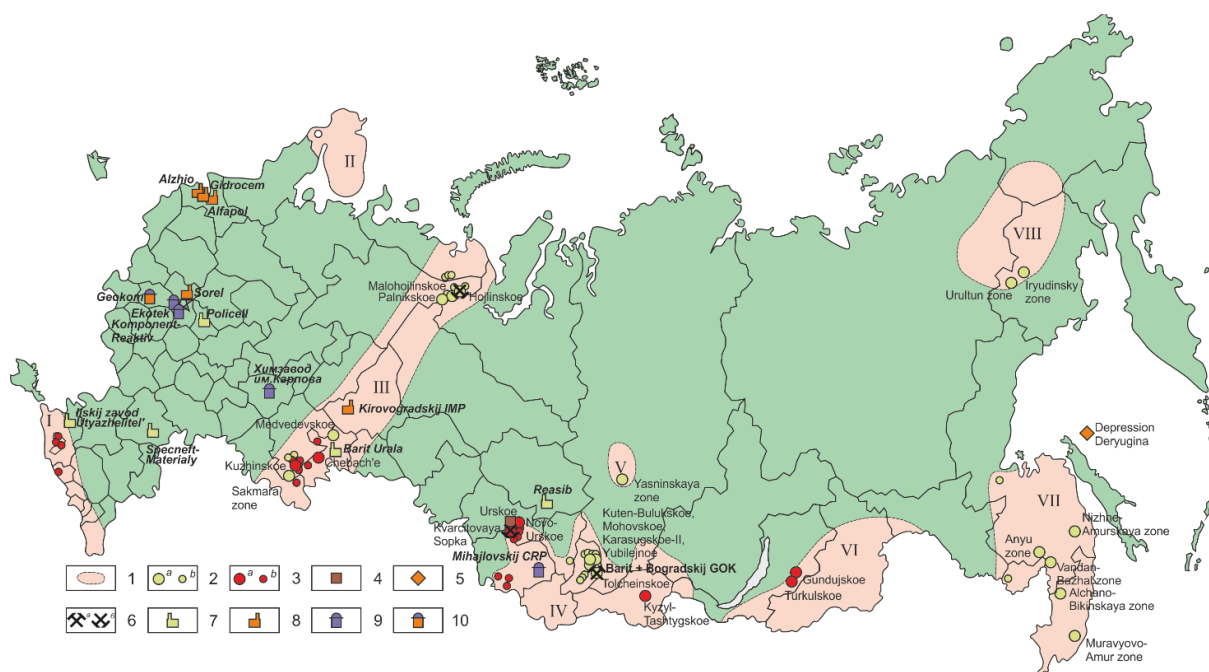 II
Alzhio
Gidrocem
Alfapol
VIII
Urultun zone
Iryudinsky
zone
Malohojlinskoe
Palnikskoe
Hojlinskoe
Geokom
Sorel
Ekotek
Policell
Komponent-
Reaktiv
Химзавод
им.Карпова
III
Kirovogradskij IMP
I
Ilskij zavod
Utyazhelitel'
Specneft-
Materialy
Medvedevskoe
Barit Urala
Kuzhinskoe
Chebach'e
Sakmara
zone
Depression
Deryugina
V
Yasninskaya
zone
Reasib
Urskoe
Kvarcitovaya
Sopka
Novo-
Urskoe
Kuten-Bulukskoe,
Mohovskoe,
Karasugskoe-II,
Yubilejnoe
Mihajlovskij CRP
Barit + Bogradskij GOK
Tolcheinskoe
IV
Kyzyl-
Tashtygskoe
VI
Gundujskoe
Turkulskoe
VII
Nizhne-
Amurskaya zone
Anyu
zone
Vandan-
Bazhal zone
Alchano-
Bikinskaya zone
Muravyovo-
Amur zone
1 a b 2 a b 3 4 5
a б 6 7 8 9 10